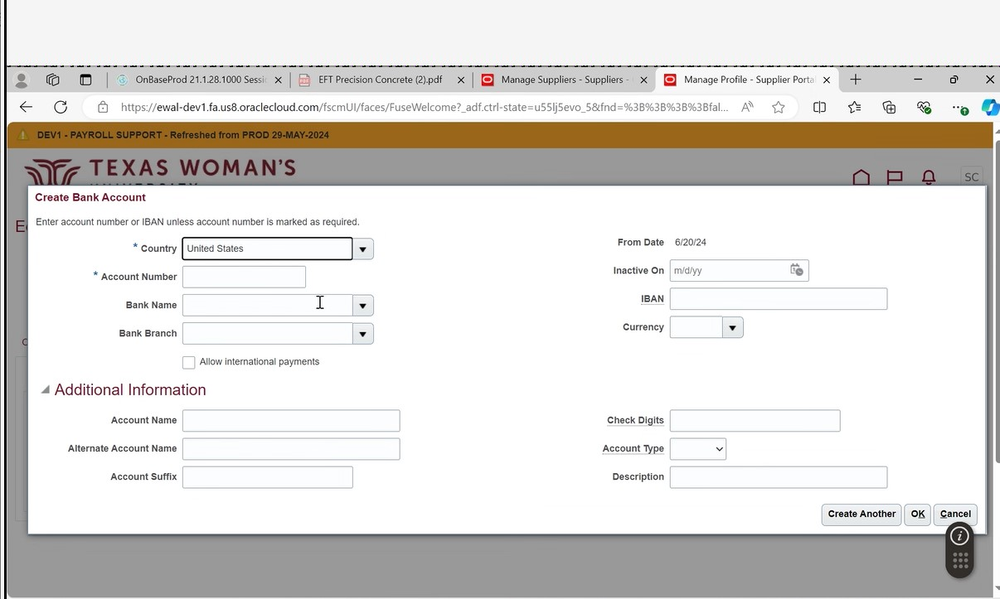 OnBaseProd 21.1.28.1000 Sessi
EFT Precision Concrete (2).pdf
Manage Suppliers - Suppliers -
Manage Profile - Supplier Porta
https://ewal-dev1.fa.us8.oraclecloud.com/fscmUI/faces/FuseWelcome?_adf.ctrl-state=u55lj5evo_5&fnd=%3B%3B%3B%3Bfal...
DEV1 - PAYROLL SUPPORT - Refreshed from PROD 29-MAY-2024
TEXAS WOMAN'S
SC
Create Bank Account
Enter account number or IBAN unless account number is marked as required.
* Country United States
* Account Number
Bank Name
Bank Branch
Allow international payments
From Date 6/20/24
Inactive On m/d/yy
IBAN
Currency
Additional Information
Account Name
Alternate Account Name
Account Suffix
Check Digits
Account Type
Description
Create Another OK Cancel